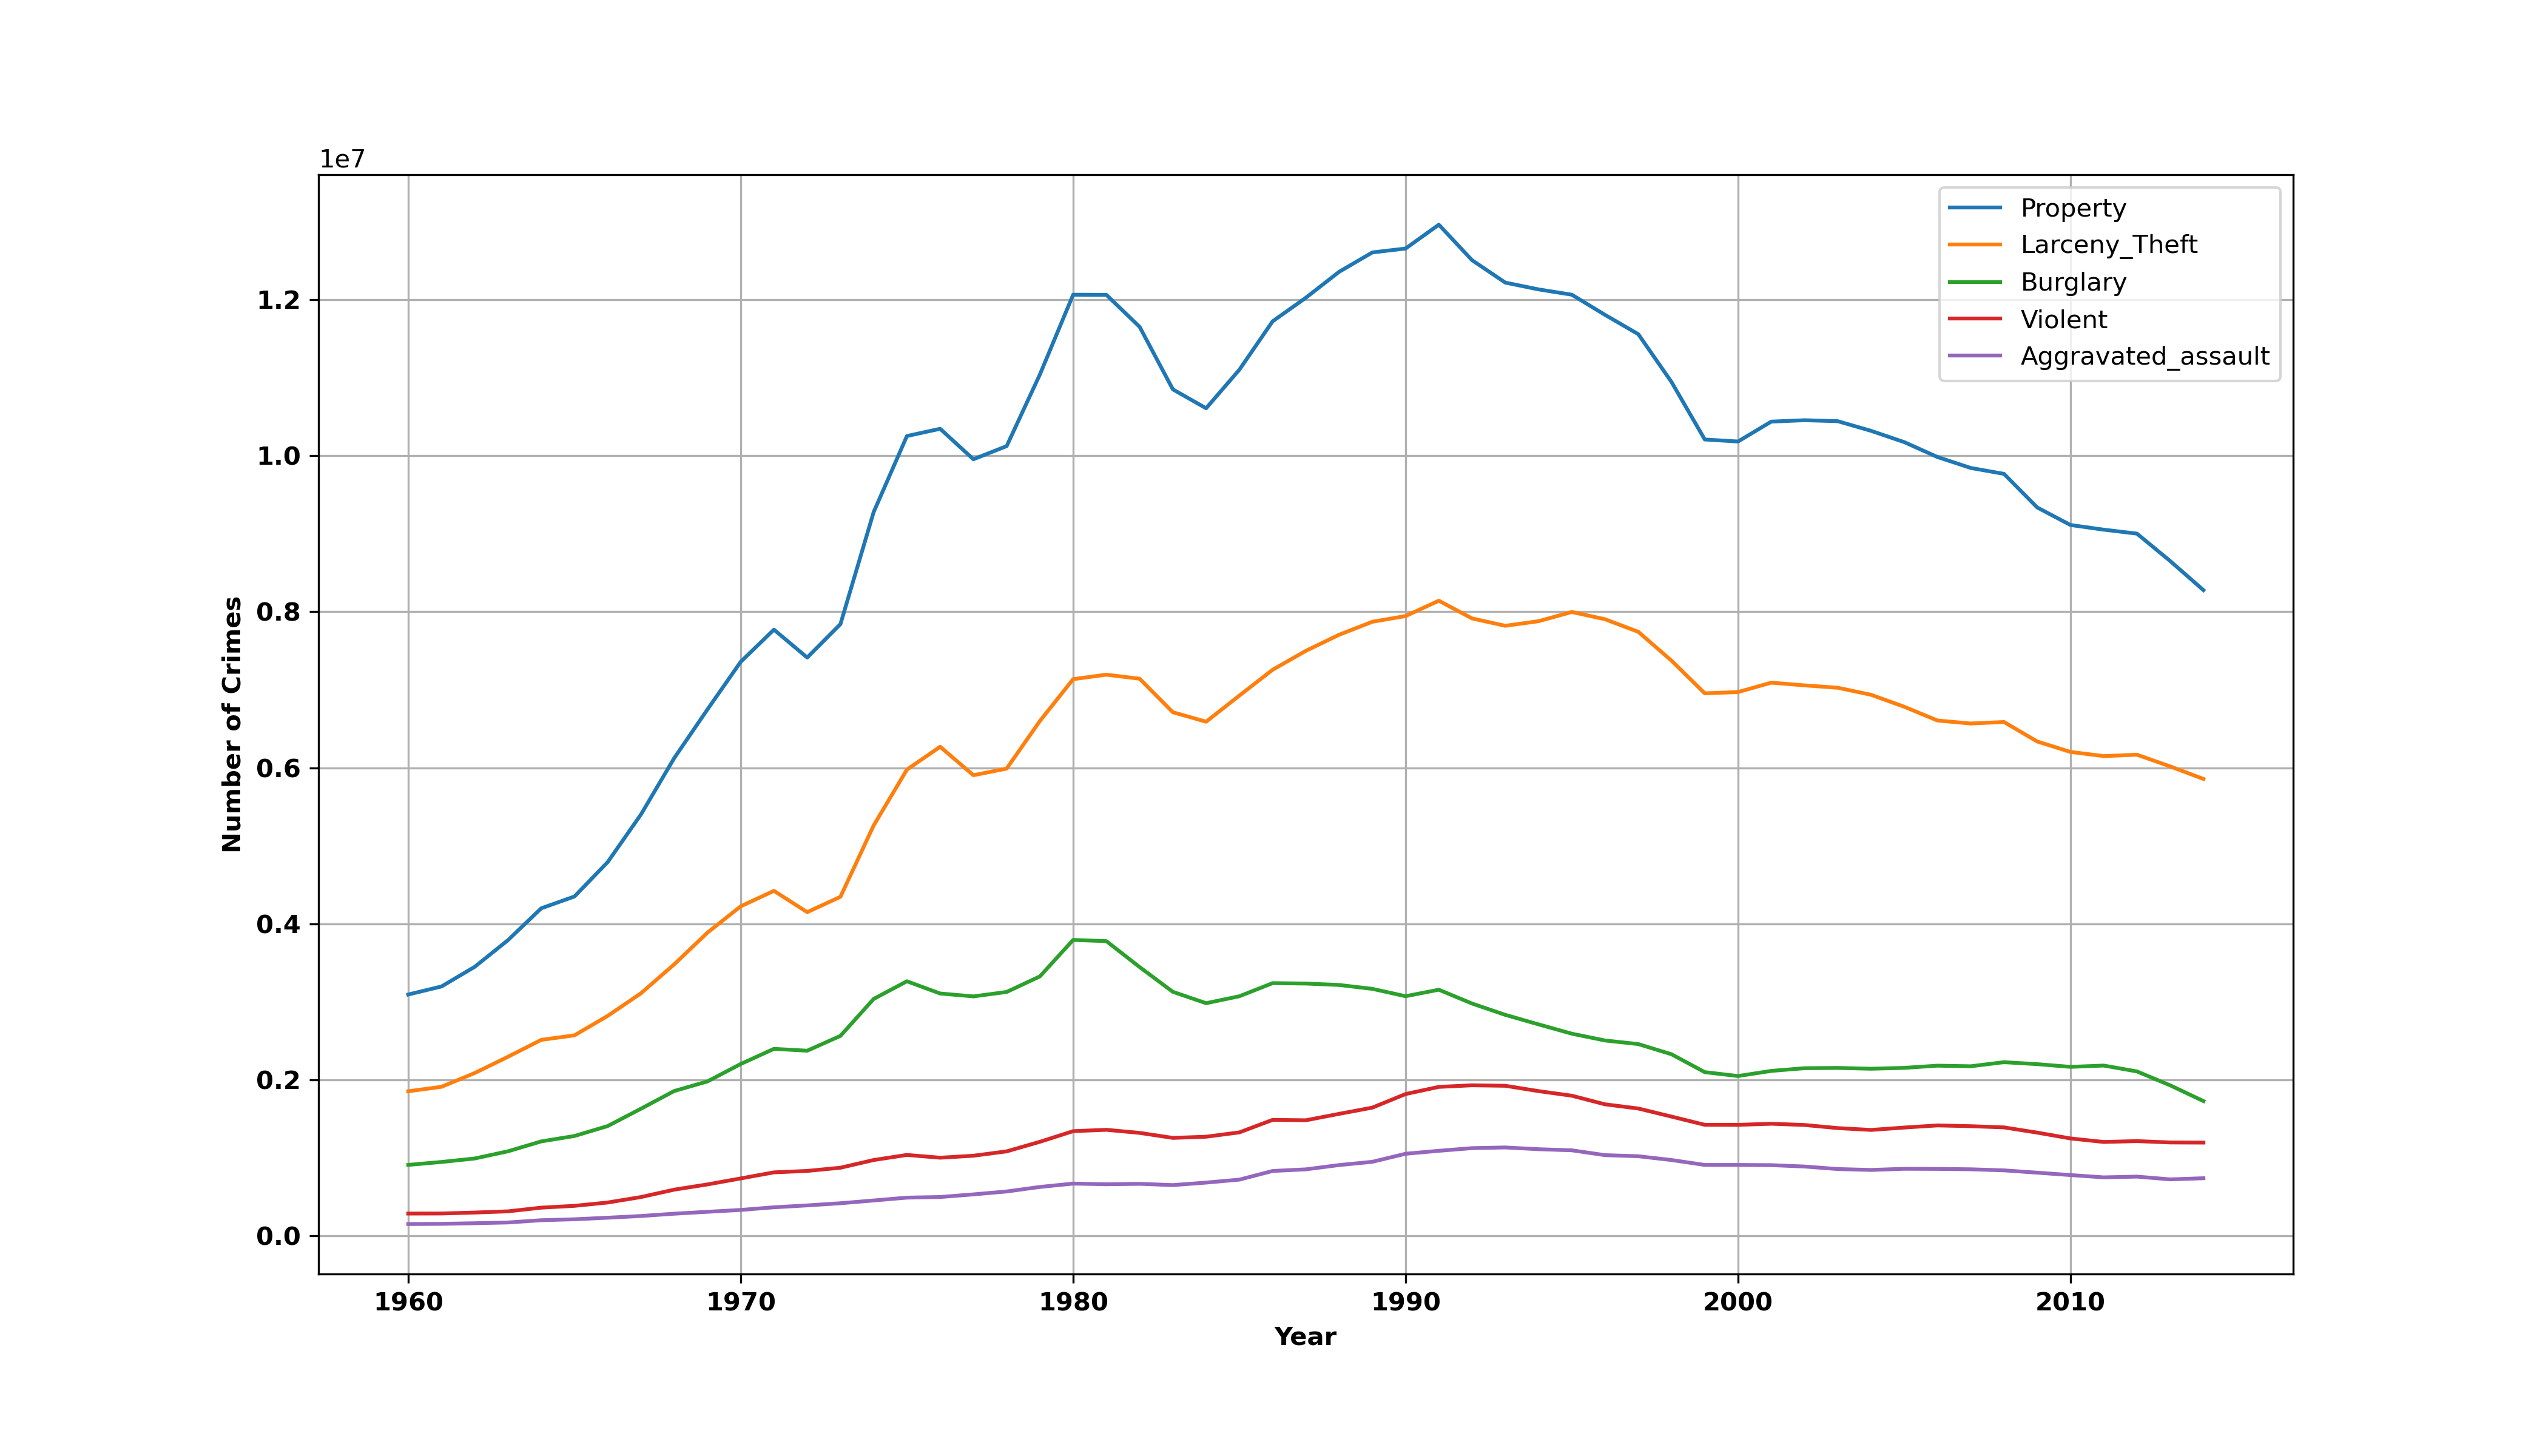 1e7
Property
Larceny_Theft
Burglary
Violent
Aggravated_assault
1.2
1.0
0.8
0.6
0.4
0.2
0.0
Number of Crimes
1960 1970 1980 1990 2000 2010
Year